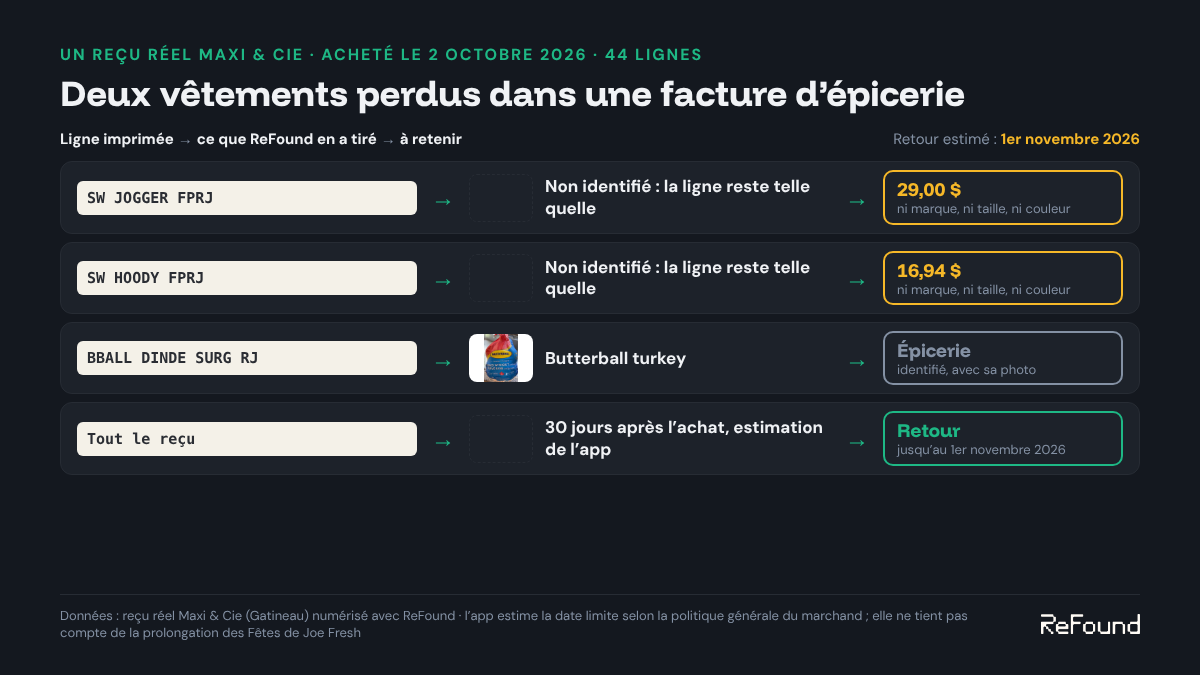 UN REÇU RÉEL MAXI & CIE · ACHETÉ LE 2 OCTOBRE 2026 · 44 LIGNES
Deux vêtements perdus dans une facture d’épicerie
Ligne imprimée → ce que ReFound en a tiré → à retenir
Retour estimé : 1er novembre 2026
SW JOGGER FPRJ
→
Non identifié : la ligne reste telle
quelle
→
29,00 $
ni marque, ni taille, ni couleur
SW HOODY FPRJ
→
Non identifié : la ligne reste telle
quelle
→
16,94 $
ni marque, ni taille, ni couleur
BBALL DINDE SURG RJ
→
Butterball turkey
→
Épicerie
identifié, avec sa photo
Tout le reçu
→
30 jours après l’achat, estimation
de l’app
→
Retour
jusqu’au 1er novembre 2026
Données : reçu réel Maxi & Cie (Gatineau) numérisé avec ReFound · l’app estime la date limite selon la politique générale du marchand ; elle ne tient pas
compte de la prolongation des Fêtes de Joe Fresh
ReFound